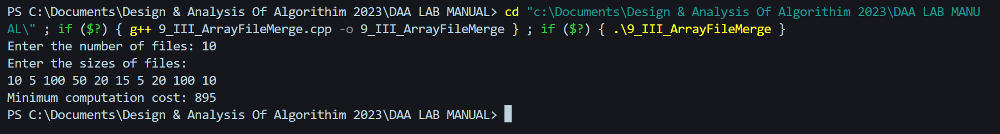 PS C:\Documents\Design & Analysis Of Algorithim 2023\DAA LAB MANUAL> cd "c:\Documents\Design & Analysis Of Algorithim 2023\DAA LAB MANU
AL\" ; if ($?) { g++ 9_III_ArrayFileMerge.cpp -o 9_III_ArrayFileMerge } ; if ($?) { .\9_III_ArrayFileMerge }
Enter the number of files: 10
Enter the sizes of files:
10 5 100 50 20 15 5 20 100 10
Minimum computation cost: 895
PS C:\Documents\Design & Analysis Of Algorithim 2023\DAA LAB MANUAL>